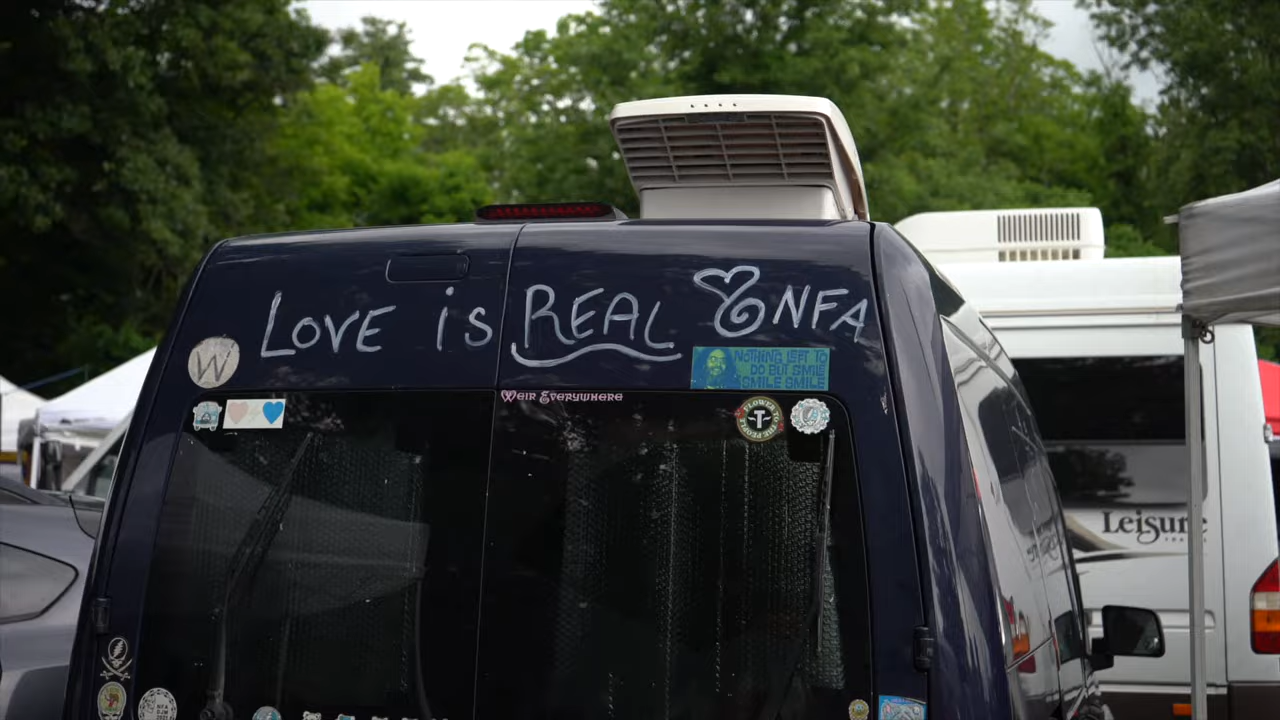 LOVE is REAL & NFA
W
NOTHING LEFT TO
DO BUT SMILE
SMILE SMILE
Weir Everywhere
T
Leisure